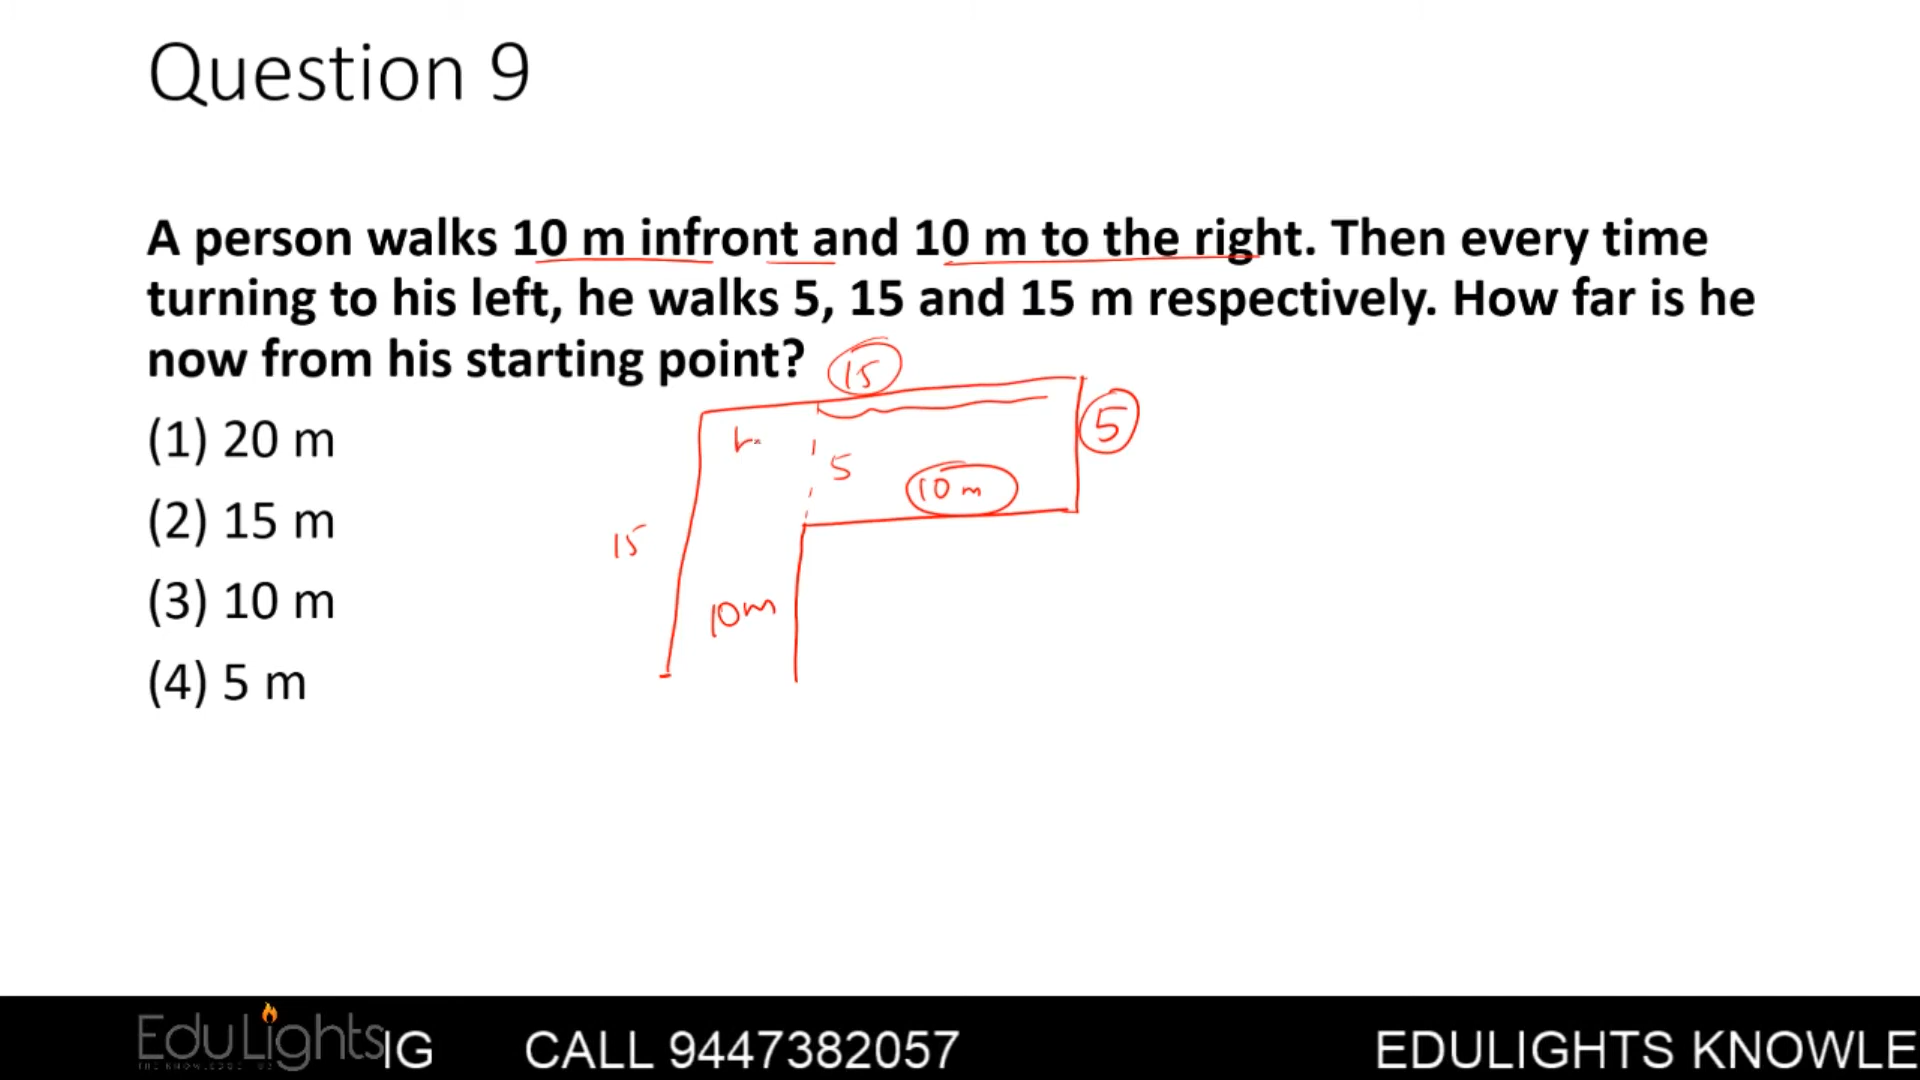 Question 9
A person walks 10 m infront and 10 m to the right. Then every time
turning to his left, he walks 5, 15 and 15 m respectively. How far is he
now from his starting point?
15
(1) 20 m
5
5
(2) 15 m
10 m
15
(3) 10 m
10m
(4) 5 m
EduLights
IG
CALL 9447382057
EDULIGHTS KNOWLE